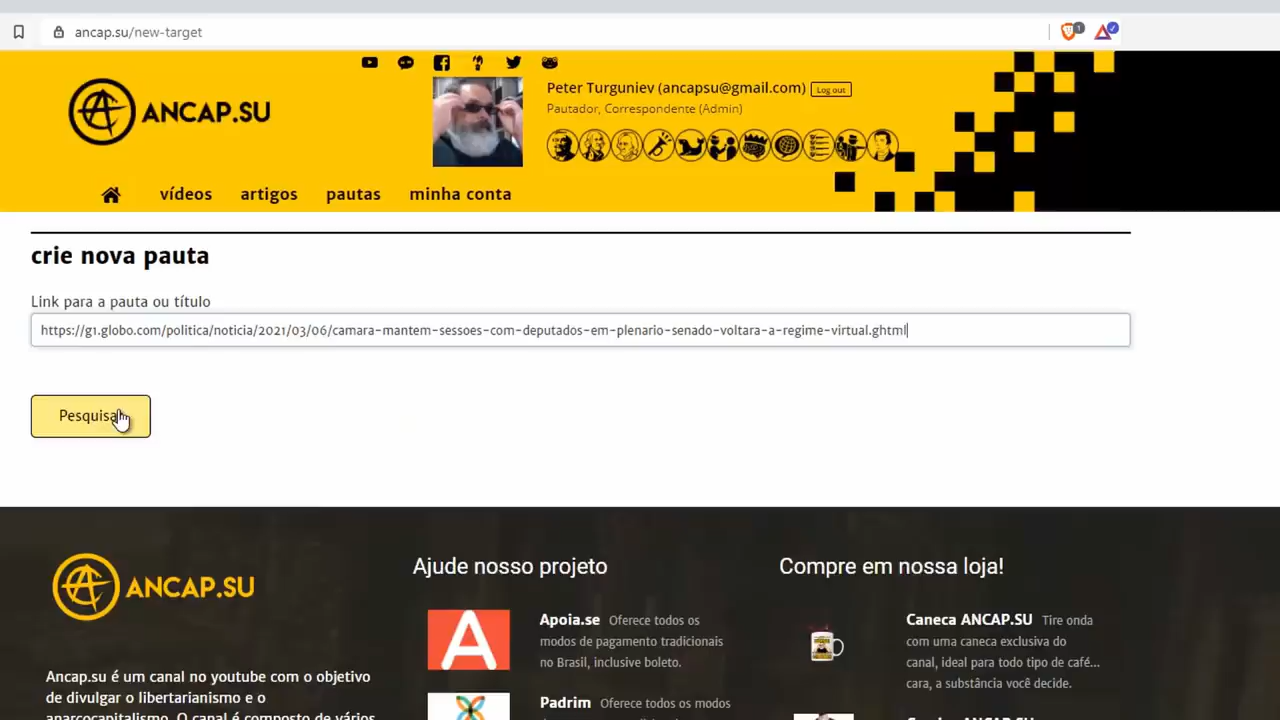 ancap.su/new-target
ANCAP.SU
Peter Turguniev (ancapsu@gmail.com) Log out
Pautador, Correspondente (Admin)
vídeos artigos pautas minha conta
crie nova pauta
Link para a pauta ou título
https://g1.globo.com/politica/noticia/2021/03/06/camara-mantem-sessoes-com-deputados-em-plenario-senado-voltara-a-regime-virtual.ghtml
Pesquisar
ANCAP.SU
Ancap.su é um canal no youtube com o objetivo
de divulgar o libertarianismo e o
anarcocapitalismo. O canal é composto de vários
Ajude nosso projeto
Apoia.se Oferece todos os
modos de pagamento tradicionais
no Brasil, inclusive boleto.
Padrim Oferece todos os modos
Compre em nossa loja!
Caneca ANCAP.SU Tire onda
com uma caneca exclusiva do
canal, ideal para todo tipo de café...
cara, a substância você decide.